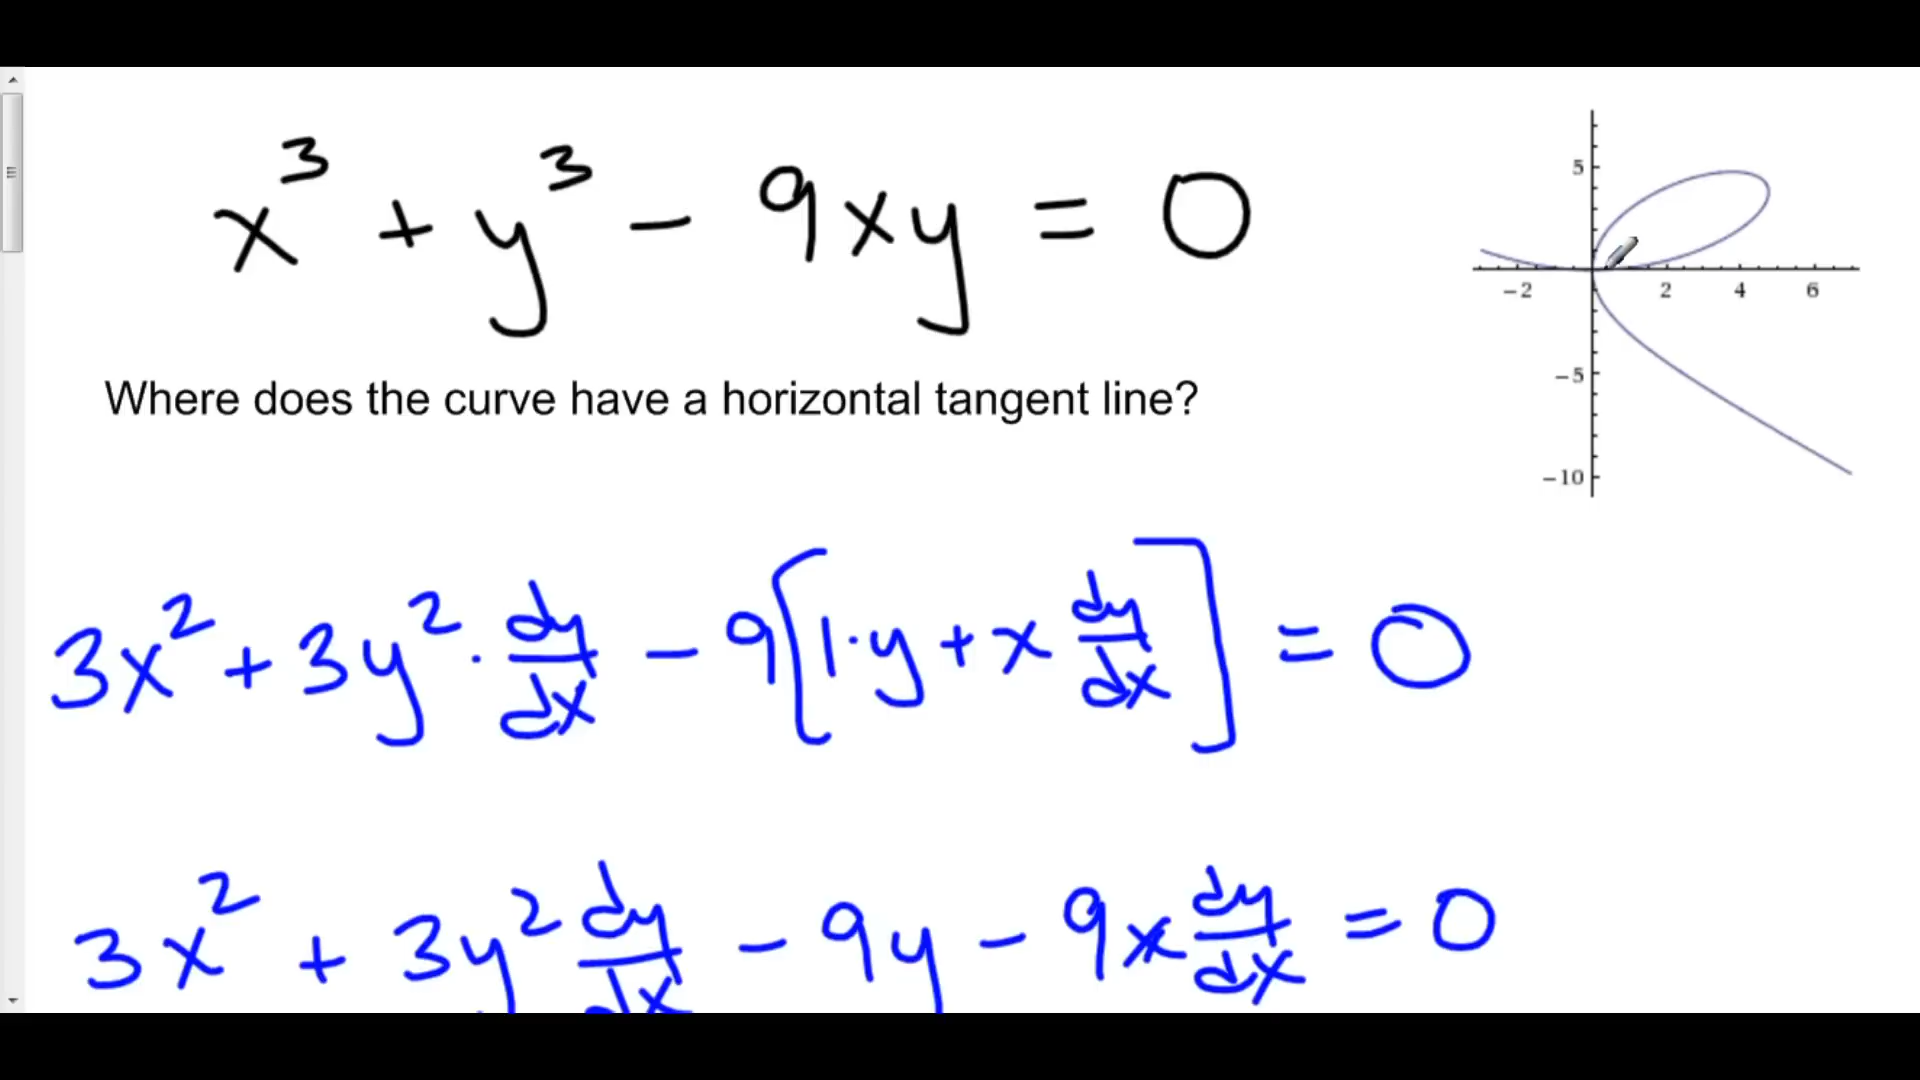 x³ + y³ - 9xy = 0
Where does the curve have a horizontal tangent line?
5
-2 2 4 6
-5
-10
3x² + 3y² · dy/dx - 9[1·y + x dy/dx] = 0
3x² + 3y² dy/dx - 9y - 9x dy/dx = 0